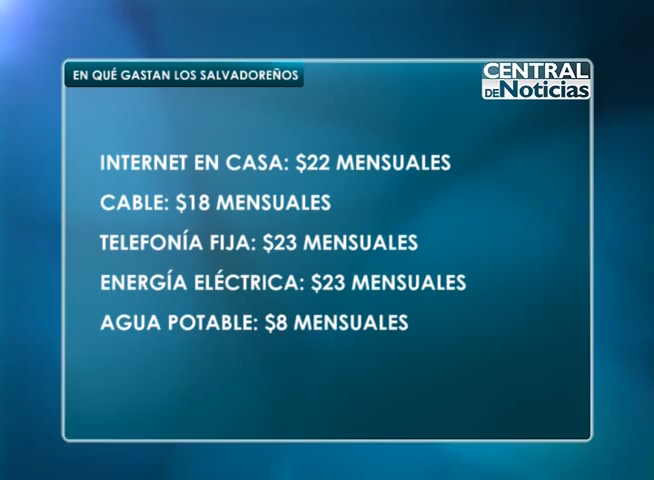 EN QUÉ GASTAN LOS SALVADOREÑOS
CENTRAL
DE Noticias
INTERNET EN CASA: $22 MENSUALES
CABLE: $18 MENSUALES
TELEFONÍA FIJA: $23 MENSUALES
ENERGÍA ELÉCTRICA: $23 MENSUALES
AGUA POTABLE: $8 MENSUALES